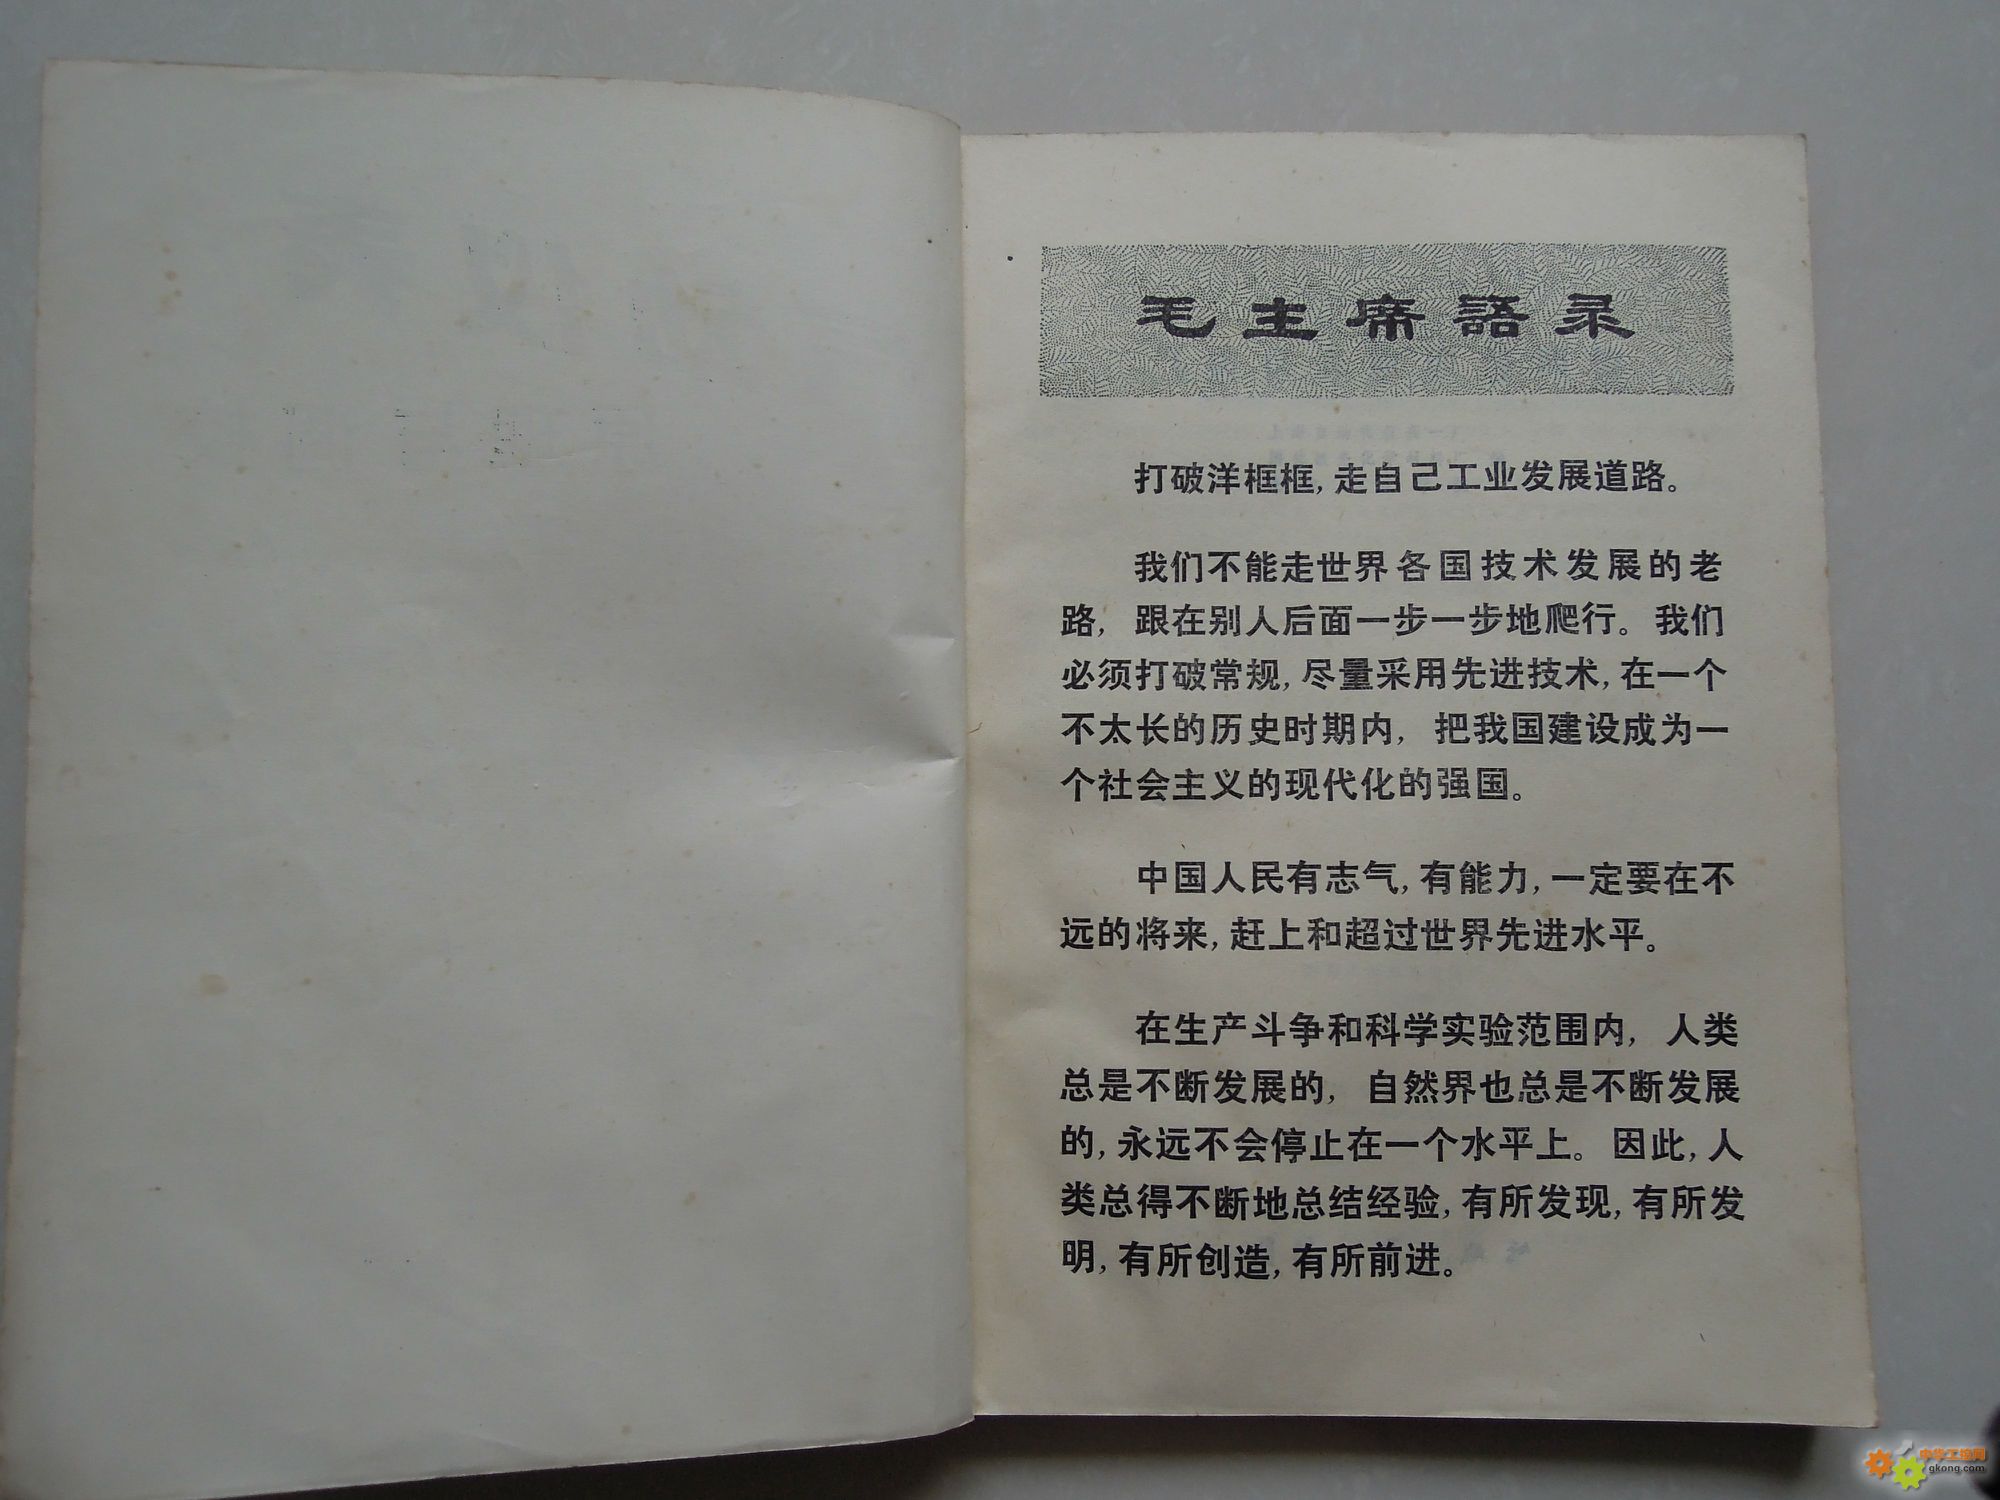 毛主席語录
打破洋框框,走自己工业发展道路。
我们不能走世界各国技术发展的老
路,跟在别人后面一步一步地爬行。我们
必须打破常规,尽量采用先进技术,在一个
不太长的历史时期内,把我国建设成为一
个社会主义的现代化的强国。
中国人民有志气,有能力,一定要在不
远的将来,赶上和超过世界先进水平。
在生产斗争和科学实验范围内,人类
总是不断发展的,自然界也总是不断发展
的,永远不会停止在一个水平上。因此,人
类总得不断地总结经验,有所发现,有所发
明,有所创造,有所前进。
中华工控网
gkong.com